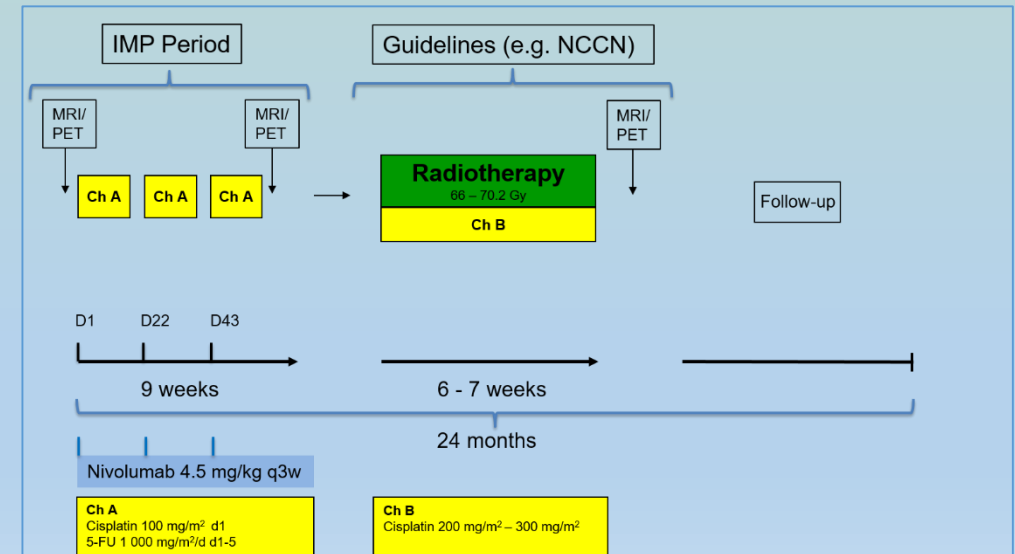 IMP Period
Guidelines (e.g. NCCN)
MRI/
PET
MRI/
PET
MRI/
PET
Ch A
Ch A
Ch A
Radiotherapy
66 – 70.2 Gy
Ch B
Follow-up
D1
D22
D43
9 weeks
6 - 7 weeks
24 months
Nivolumab 4.5 mg/kg q3w
Ch A
Cisplatin 100 mg/m² d1
5-FU 1 000 mg/m²/d d1-5
Ch B
Cisplatin 200 mg/m² – 300 mg/m²